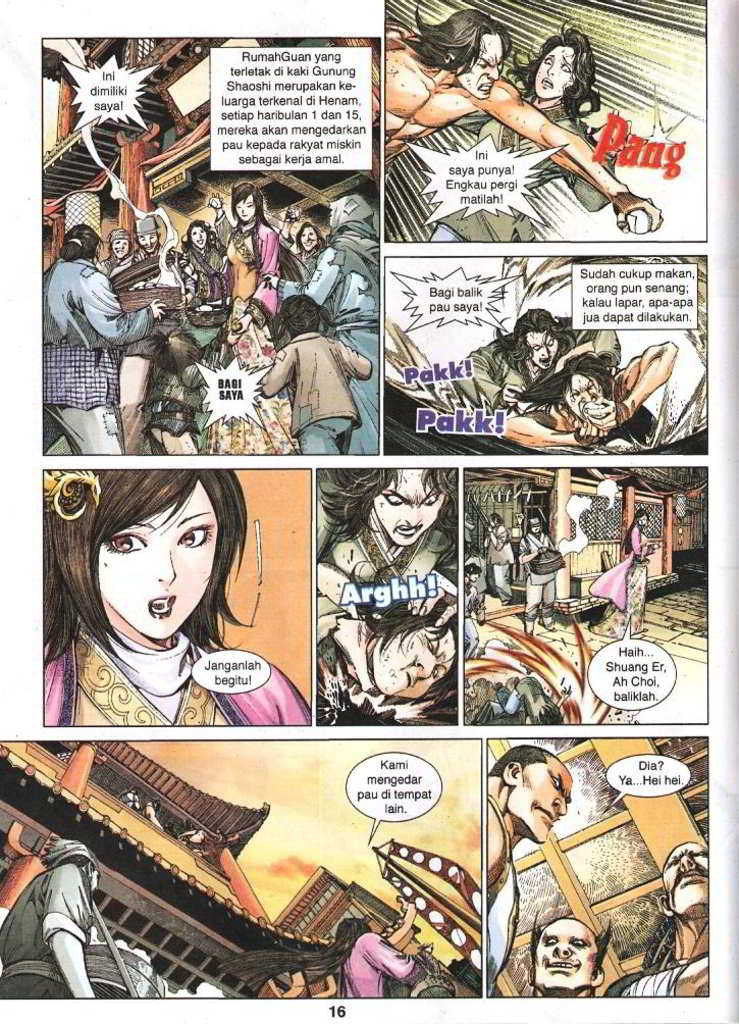 Ini
dimiliki
saya!
RumahGuan yang
terletak di kaki Gunung
Shaoshi merupakan ke-
luarga terkenal di Henam,
setiap haribulan 1 dan 15,
mereka akan mengedarkan
pau kepada rakyat miskin
sebagai kerja amal.
BAGI
SAYA
Pang
Ini
saya punya!
Engkau pergi
matilah!
Bagi balik
pau saya!
Sudah cukup makan,
orang pun senang;
kalau lapar, apa-apa
jua dapat dilakukan.
Pakk!
Pakk!
Janganlah
begitu!
Arghh!
Haih...
Shuang Er,
Ah Choi,
baliklah.
Kami
mengedar
pau di tempat
lain.
Dia?
Ya...Hei hei.
16